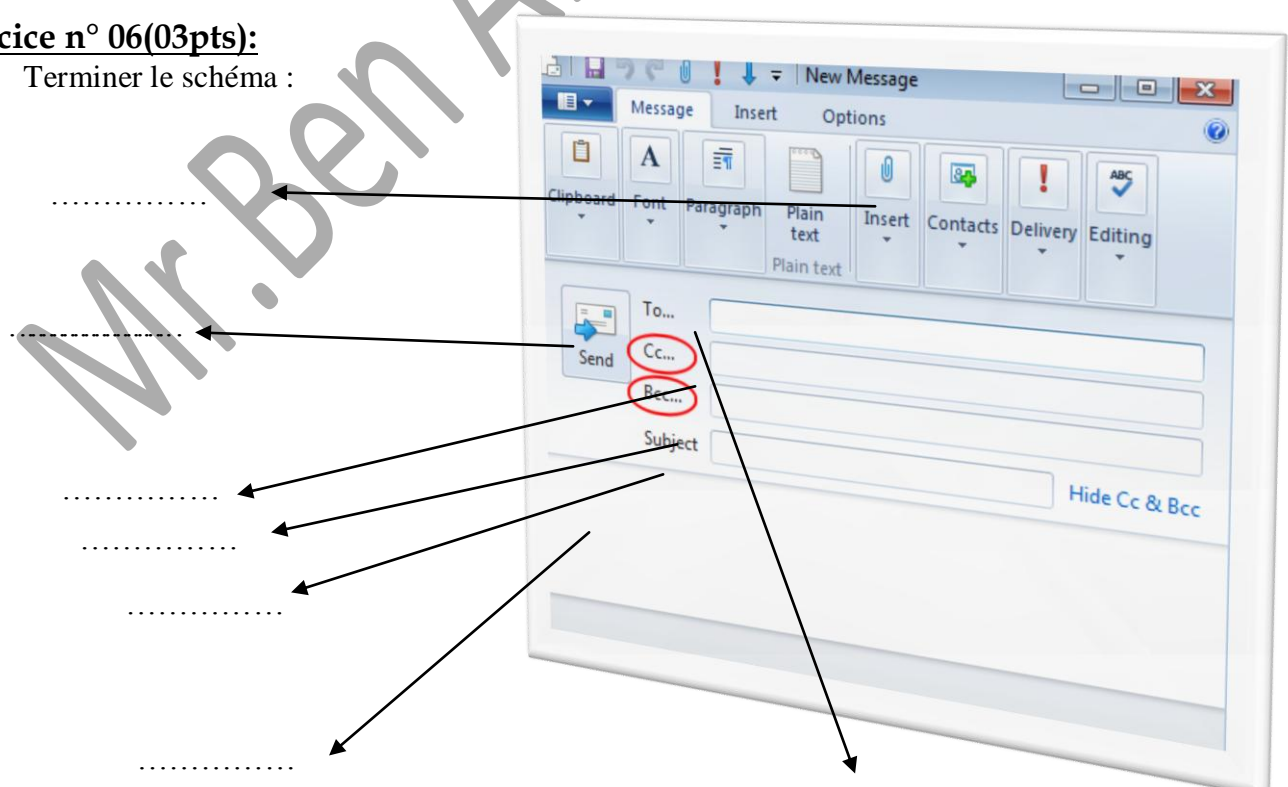 cice n° 06(03pts):
Terminer le schéma :
Mr.Ben A
New Message
Message Insert Options
Clipboard Font Paragraph Plain text Insert Contacts Delivery Editing
Plain text
ABC
A
To...
Send
Cc...
Bcc...
Subject
Hide Cc & Bcc
..............
..................
..............
..............
..............
..............